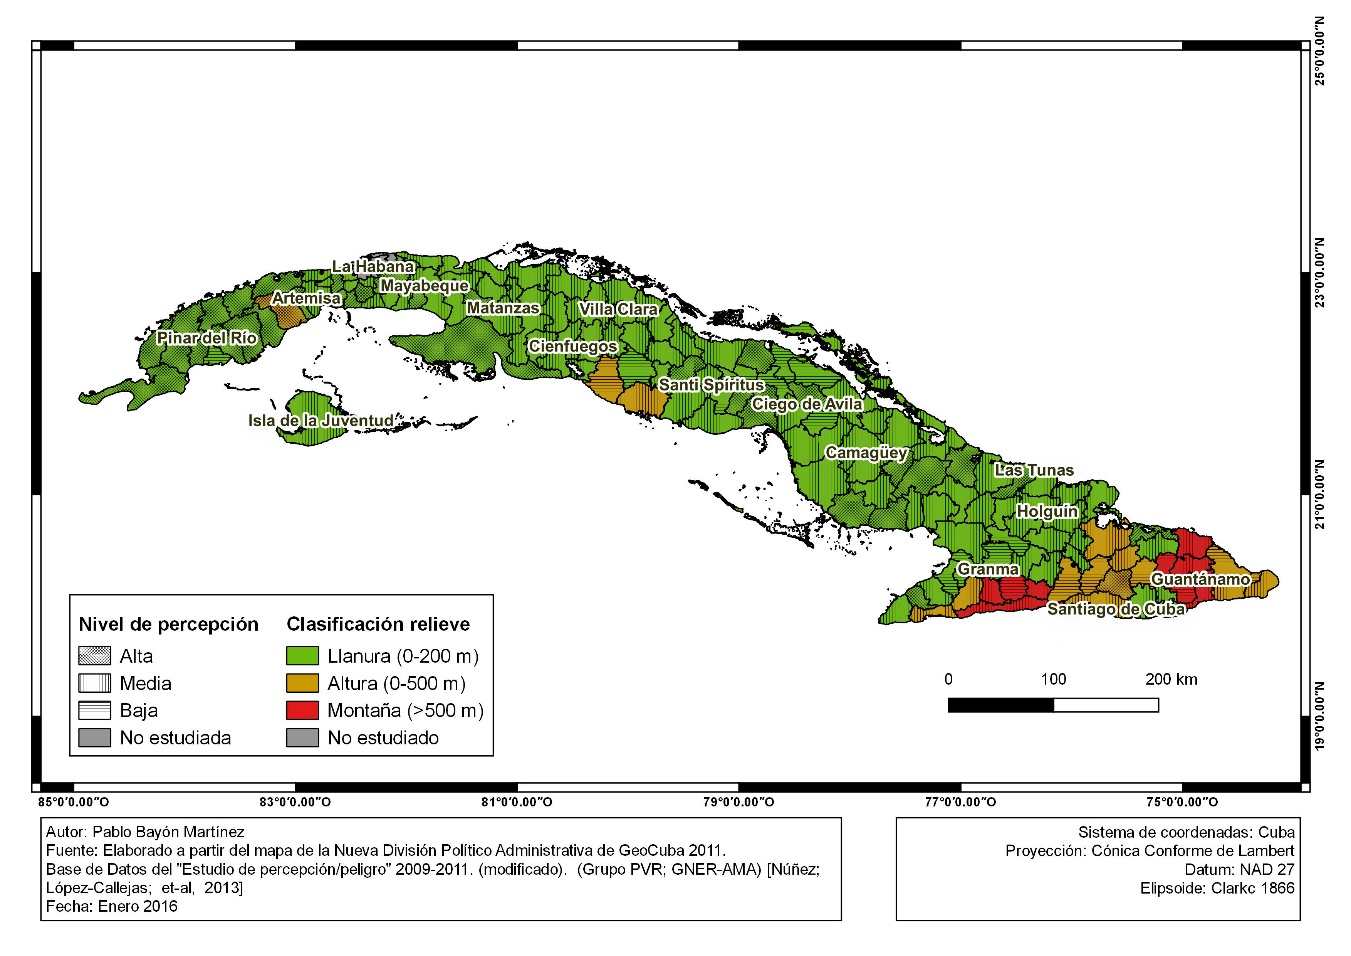 25°0'0.00"N
La Habana
Mayabeque
Artemisa
Matanzas
Villa Clara
23°0'0.00"N
Pinar del Río
Cienfuegos
Santi Spíritus
Ciego de Avila
Isla de la Juventud
Camagüey
Las Tunas
Holguín
21°0'0.00"N
Granma
Guantánamo
Santiago de Cuba
Nivel de percepción
Alta
Media
Baja
No estudiada
Clasificación relieve
Llanura (0-200 m)
Altura (0-500 m)
Montaña (>500 m)
No estudiado
0 100 200 km
19°0'0.00"N
85°0'0.00"O 83°0'0.00"O 81°0'0.00"O 79°0'0.00"O 77°0'0.00"O 75°0'0.00"O
Autor: Pablo Bayón Martínez
Fuente: Elaborado a partir del mapa de la Nueva División Político Administrativa de GeoCuba 2011.
Base de Datos del "Estudio de percepción/peligro" 2009-2011. (modificado). (Grupo PVR; GNER-AMA) [Núñez;
López-Callejas; et-al, 2013]
Fecha: Enero 2016
Sistema de coordenadas: Cuba
Proyección: Cónica Conforme de Lambert
Datum: NAD 27
Elipsoide: Clarkc 1866